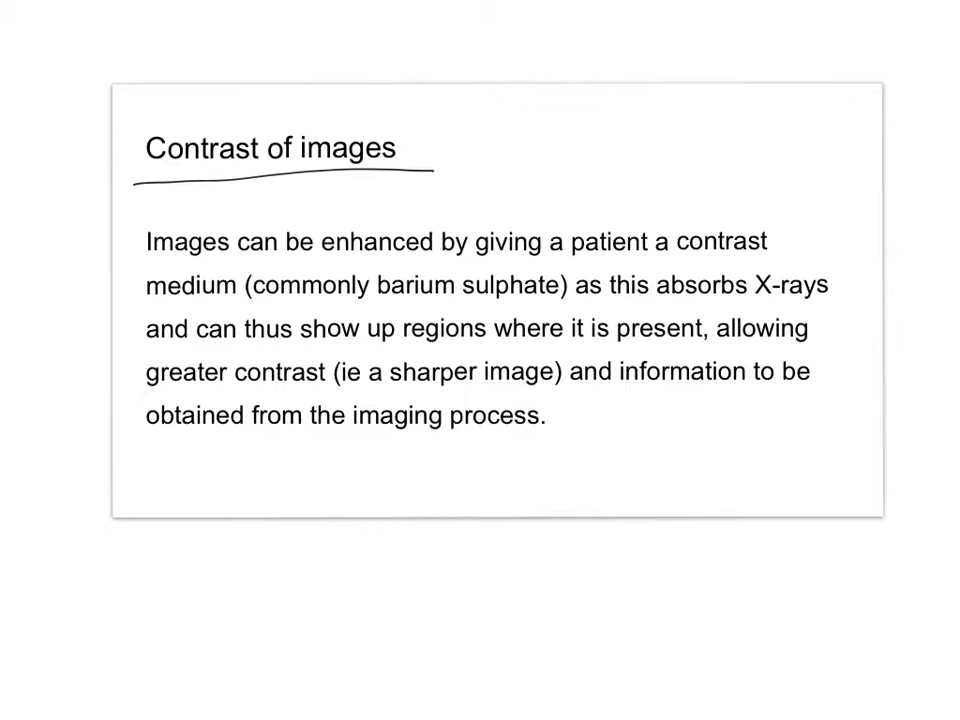 Contrast of images
Images can be enhanced by giving a patient a contrast
medium (commonly barium sulphate) as this absorbs X-rays
and can thus show up regions where it is present, allowing
greater contrast (ie a sharper image) and information to be
obtained from the imaging process.